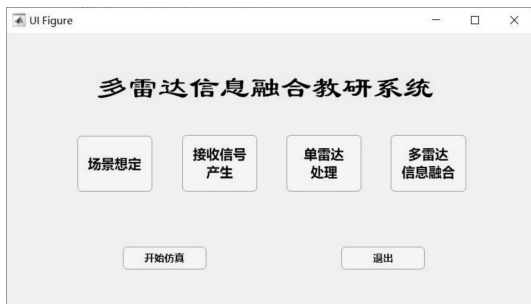 UI Figure
多雷达信息融合教研系统
场景想定
接收信号
产生
单雷达
处理
多雷达
信息融合
开始仿真
退出